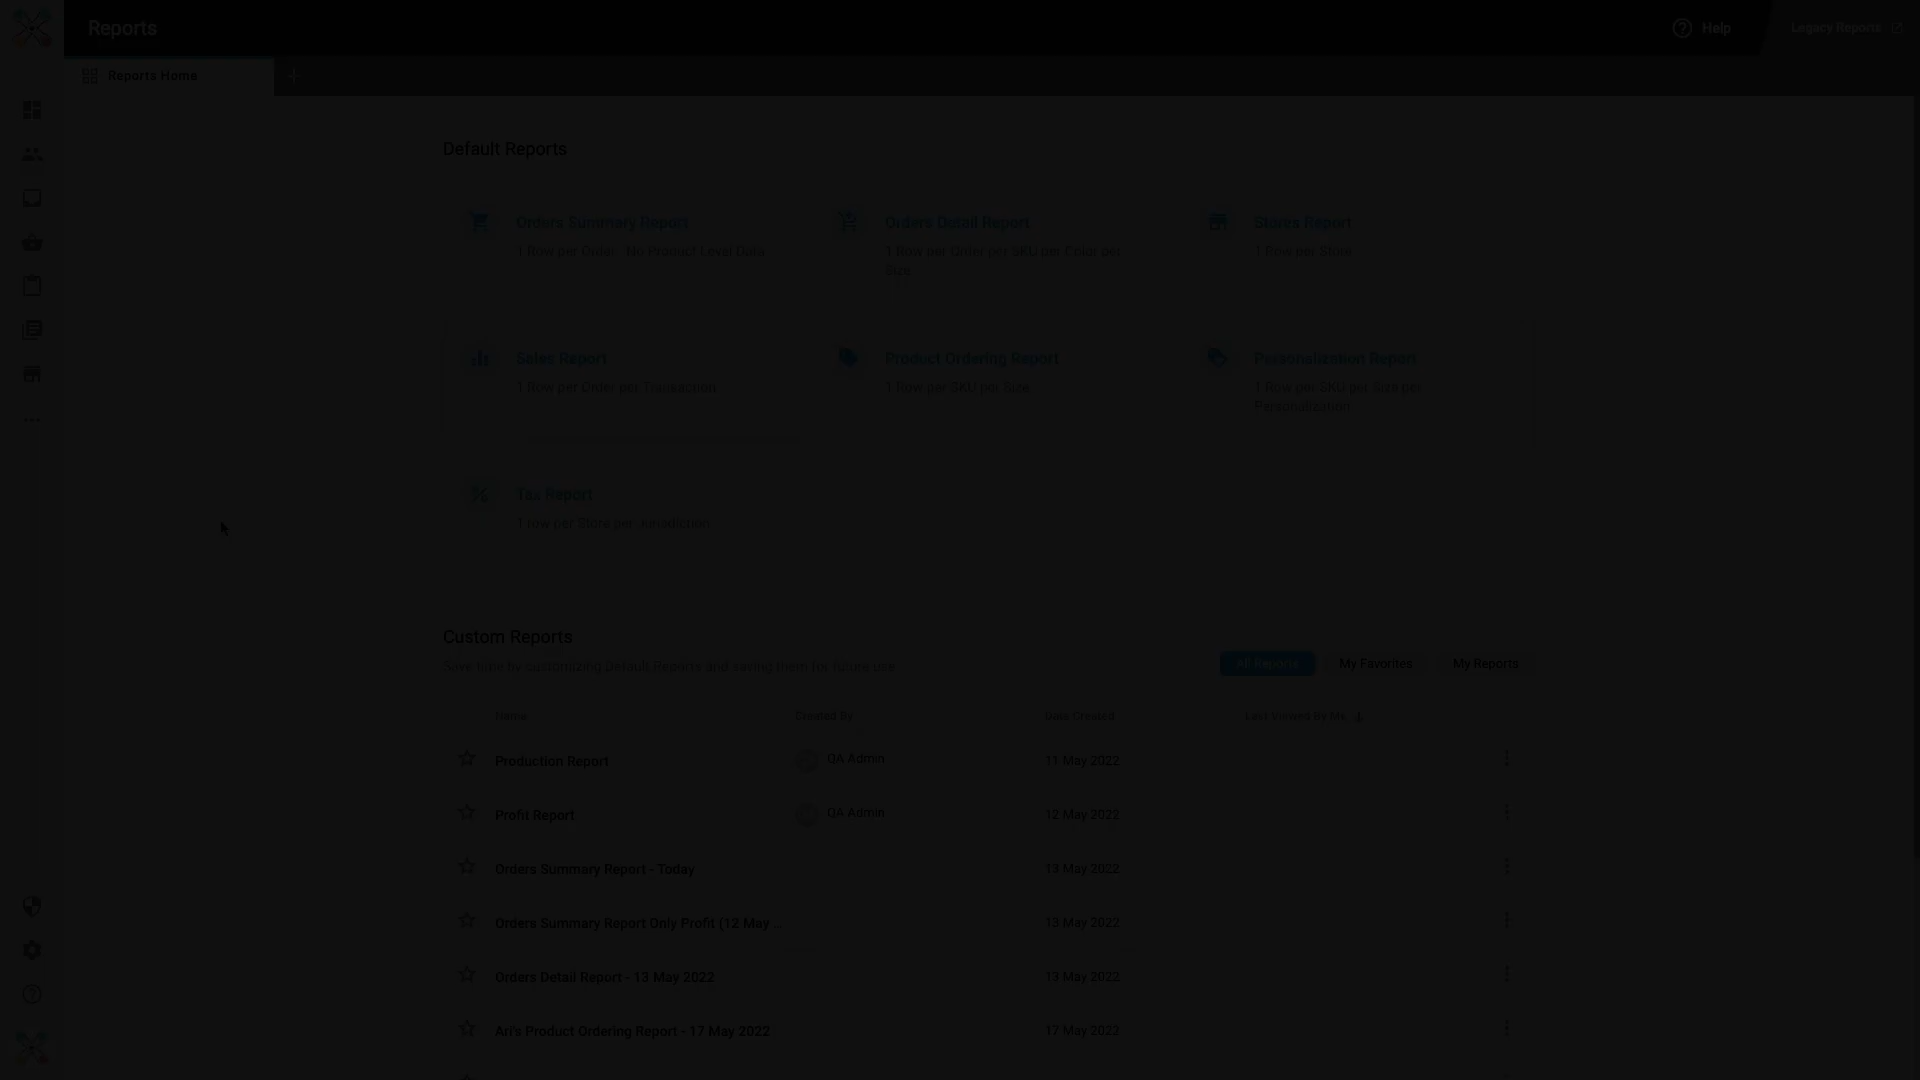 Reports
Help
Legacy Reports
Reports Home
Default Reports
Orders Summary Report
1 Row per Order - No Product Level Data
Orders Detail Report
1 Row per Order per SKU per Color per
Size
Stores Report
1 Row per Store
Sales Report
1 Row per Order per Transaction
Product Ordering Report
1 Row per SKU per Size
Personalization Report
1 Row per SKU per Size per
Personalization
Tax Report
1 row per Store per Jurisdiction
Custom Reports
Save time by customizing Default Reports and saving them for future use
All Reports
My Favorites
My Reports
Name
Created By
Date Created
Last Viewed By Me
Production Report
QA Admin
11 May 2022
Profit Report
QA Admin
12 May 2022
Orders Summary Report - Today
13 May 2022
Orders Summary Report Only Profit (12 May ...
13 May 2022
Orders Detail Report - 13 May 2022
13 May 2022
Ari's Product Ordering Report - 17 May 2022
17 May 2022